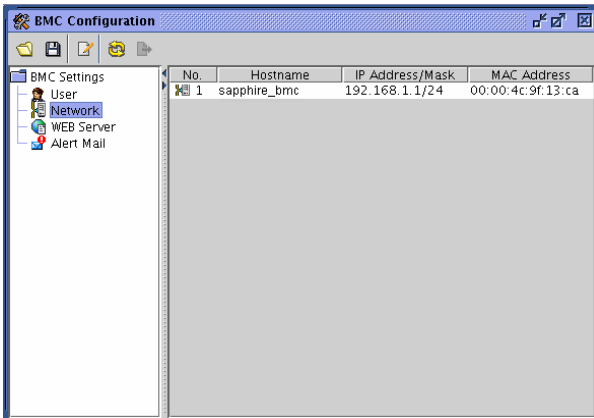 BMC Configuration
BMC Settings
User
Network
WEB Server
Alert Mail
No. Hostname IP Address/Mask MAC Address
1 sapphire_bmc 192.168.1.1/24 00:00:4c:9f:13:ca